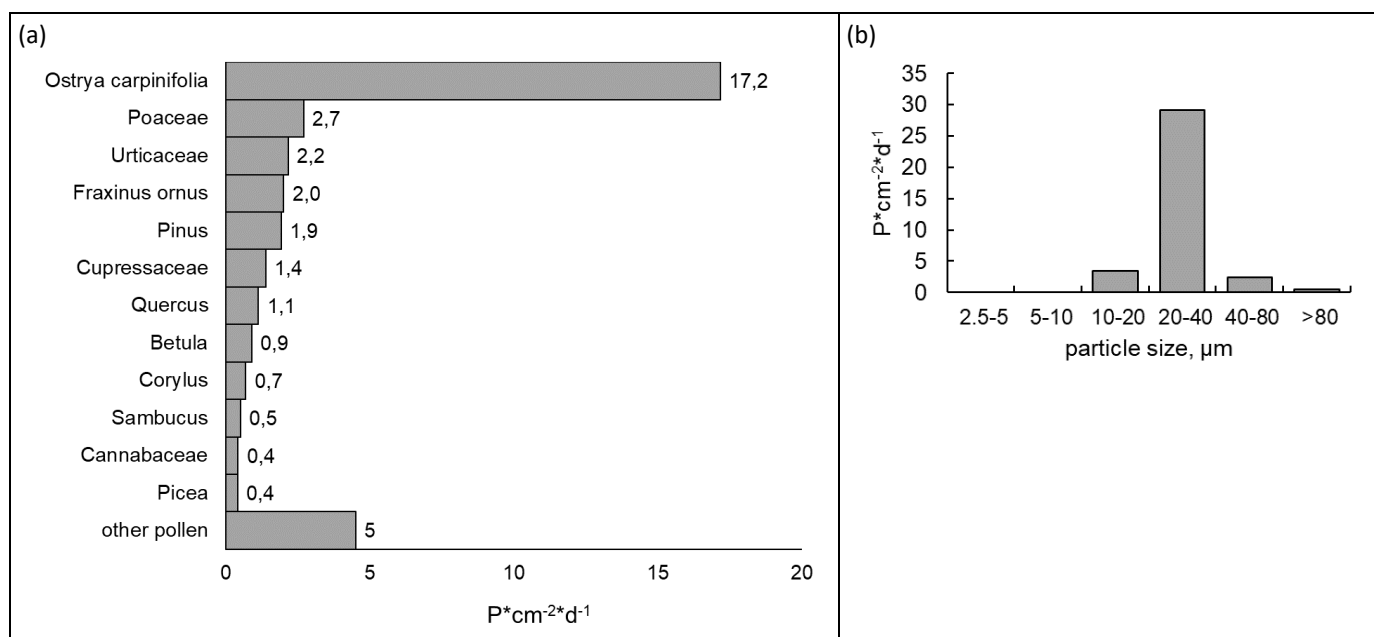 (a)
Ostrya carpinifolia 17,2
Poaceae 2,7
Urticaceae 2,2
Fraxinus ornus 2,0
Pinus 1,9
Cupressaceae 1,4
Quercus 1,1
Betula 0,9
Corylus 0,7
Sambucus 0,5
Cannabaceae 0,4
Picea 0,4
other pollen 5
0 5 10 15 20
P*cm⁻²*d⁻¹
(b)
P*cm⁻²*d⁻¹
35
30
25
20
15
10
5
0
2.5-5 5-10 10-20 20-40 40-80 >80
particle size, µm